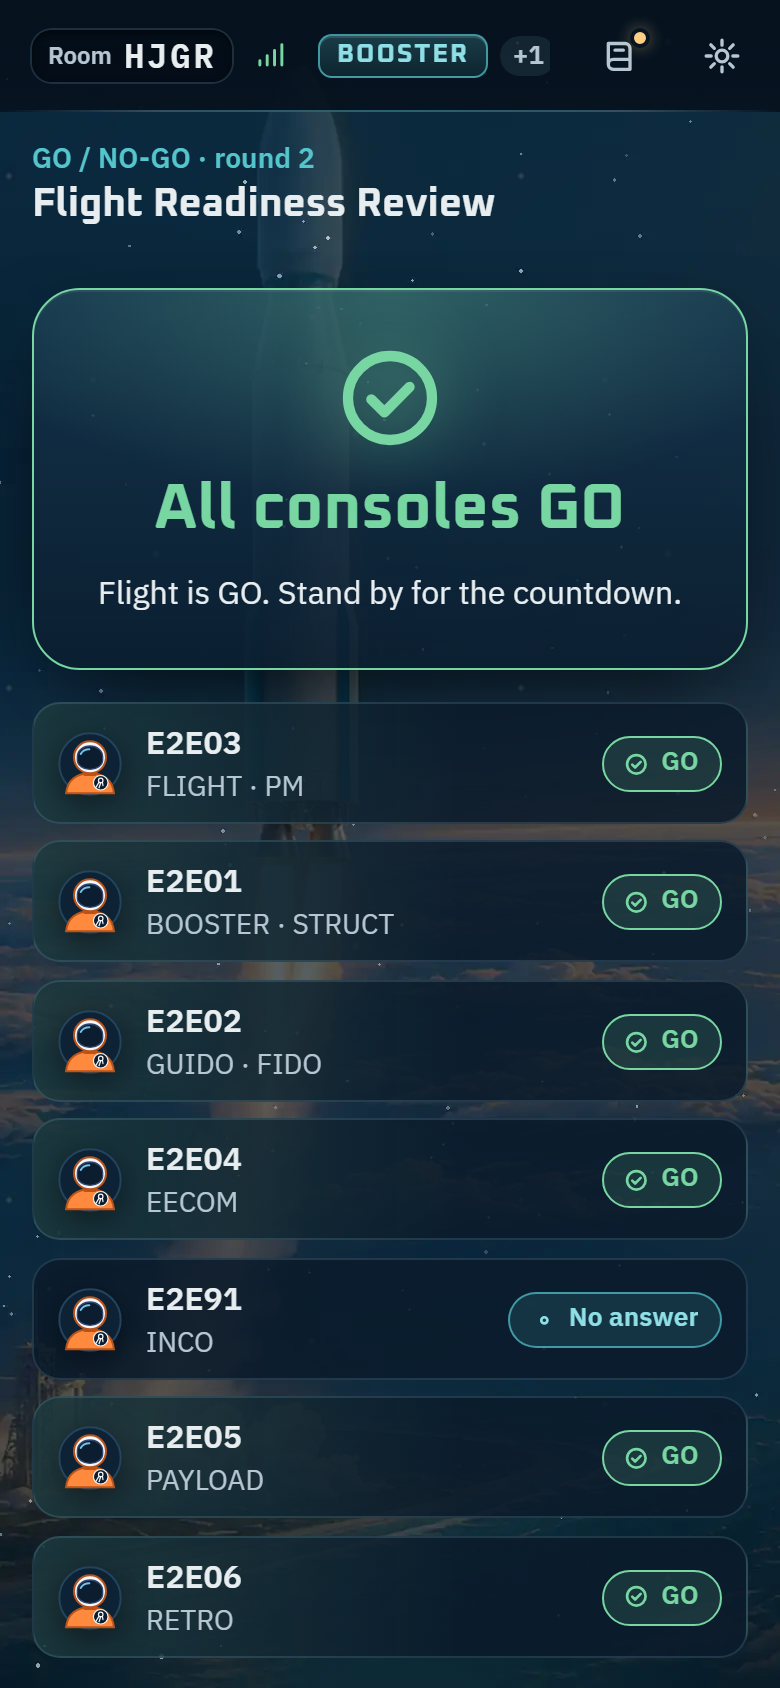 Room HJGR BOOSTER +1
GO / NO-GO · round 2
Flight Readiness Review
All consoles GO
Flight is GO. Stand by for the countdown.
E2E03
FLIGHT · PM
GO
E2E01
BOOSTER · STRUCT
GO
E2E02
GUIDO · FIDO
GO
E2E04
EECOM
GO
E2E91
INCO
No answer
E2E05
PAYLOAD
GO
E2E06
RETRO
GO